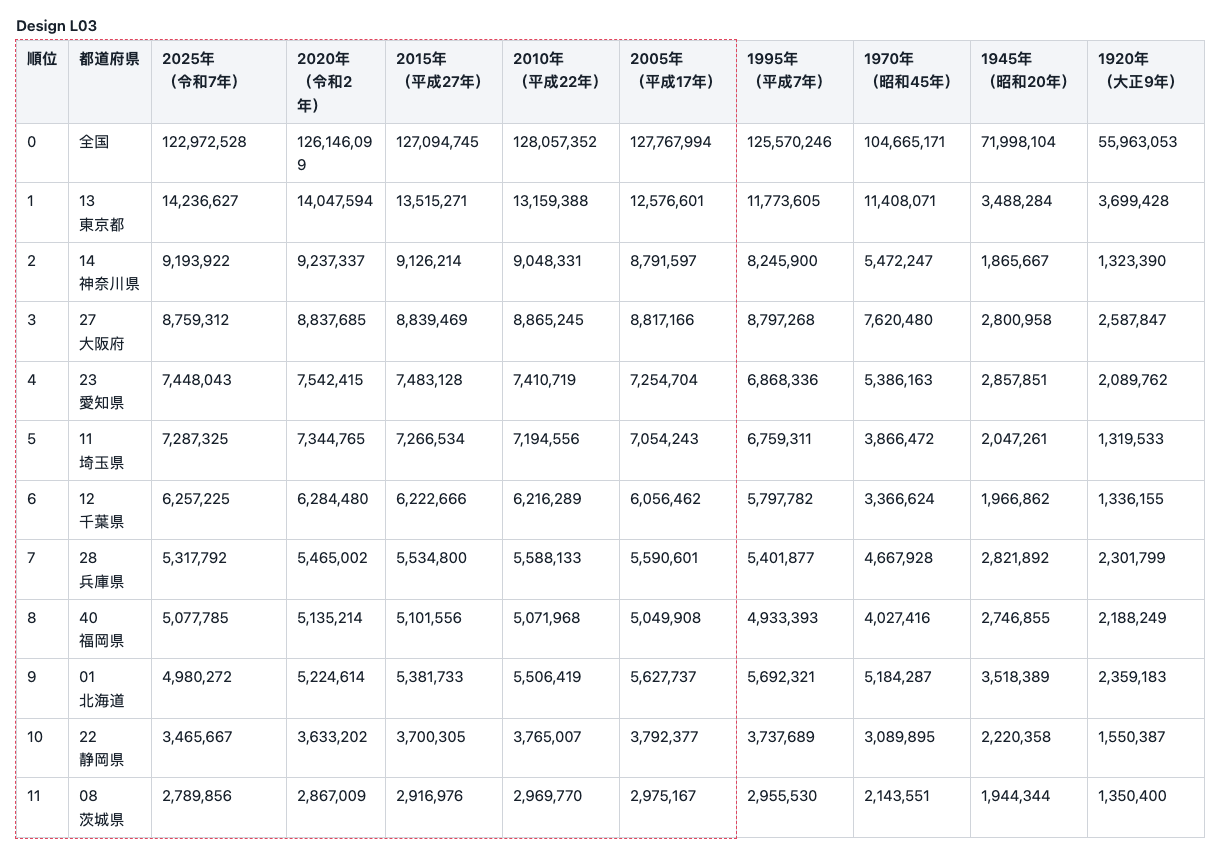 Design L03
順位 都道府県 2025年（令和7年） 2020年（令和2年） 2015年（平成27年） 2010年（平成22年） 2005年（平成17年） 1995年（平成7年） 1970年（昭和45年） 1945年（昭和20年） 1920年（大正9年）
0 全国 122,972,528 126,146,099 127,094,745 128,057,352 127,767,994 125,570,246 104,665,171 71,998,104 55,963,053
1 13 東京都 14,236,627 14,047,594 13,515,271 13,159,388 12,576,601 11,773,605 11,408,071 3,488,284 3,699,428
2 14 神奈川県 9,193,922 9,237,337 9,126,214 9,048,331 8,791,597 8,245,900 5,472,247 1,865,667 1,323,390
3 27 大阪府 8,759,312 8,837,685 8,839,469 8,865,245 8,817,166 8,797,268 7,620,480 2,800,958 2,587,847
4 23 愛知県 7,448,043 7,542,415 7,483,128 7,410,719 7,254,704 6,868,336 5,386,163 2,857,851 2,089,762
5 11 埼玉県 7,287,325 7,344,765 7,266,534 7,194,556 7,054,243 6,759,311 3,866,472 2,047,261 1,319,533
6 12 千葉県 6,257,225 6,284,480 6,222,666 6,216,289 6,056,462 5,797,782 3,366,624 1,966,862 1,336,155
7 28 兵庫県 5,317,792 5,465,002 5,534,800 5,588,133 5,590,601 5,401,877 4,667,928 2,821,892 2,301,799
8 40 福岡県 5,077,785 5,135,214 5,101,556 5,071,968 5,049,908 4,933,393 4,027,416 2,746,855 2,188,249
9 01 北海道 4,980,272 5,224,614 5,381,733 5,506,419 5,627,737 5,692,321 5,184,287 3,518,389 2,359,183
10 22 静岡県 3,465,667 3,633,202 3,700,305 3,765,007 3,792,377 3,737,689 3,089,895 2,220,358 1,550,387
11 08 茨城県 2,789,856 2,867,009 2,916,976 2,969,770 2,975,167 2,955,530 2,143,551 1,944,344 1,350,400